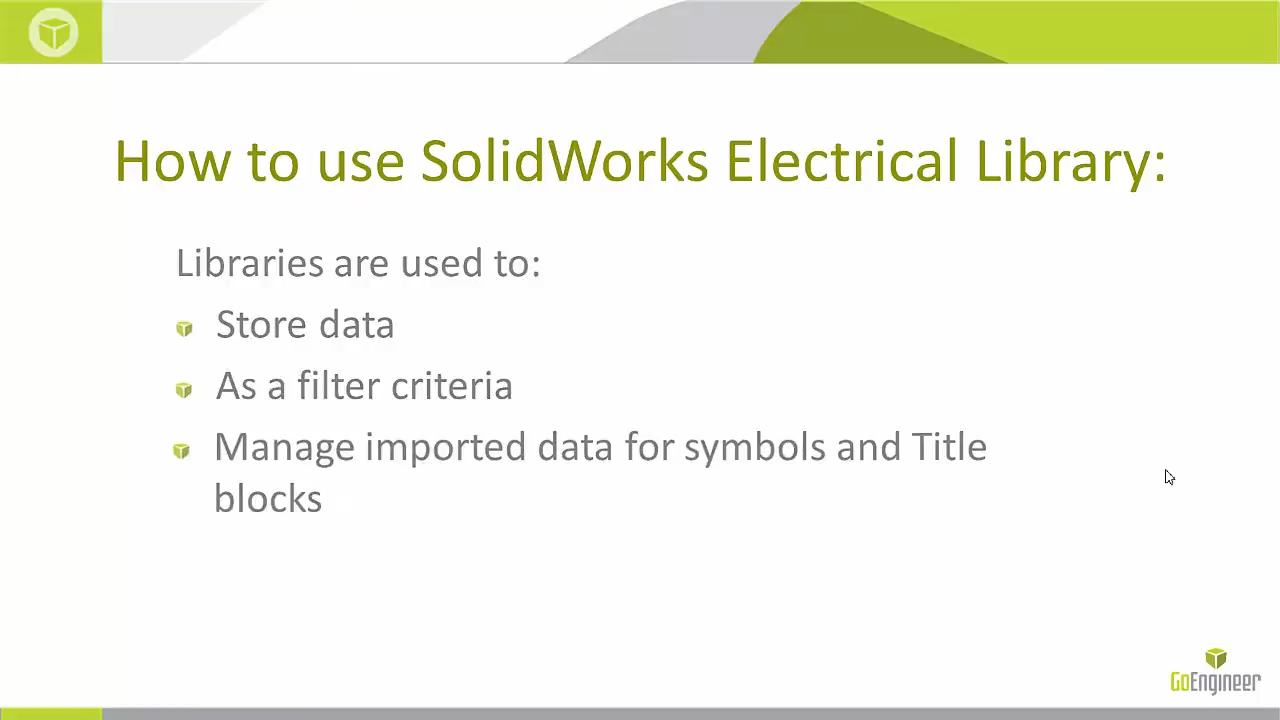 How to use SolidWorks Electrical Library:
Libraries are used to:
Store data
As a filter criteria
Manage imported data for symbols and Title
blocks
GoEngineer